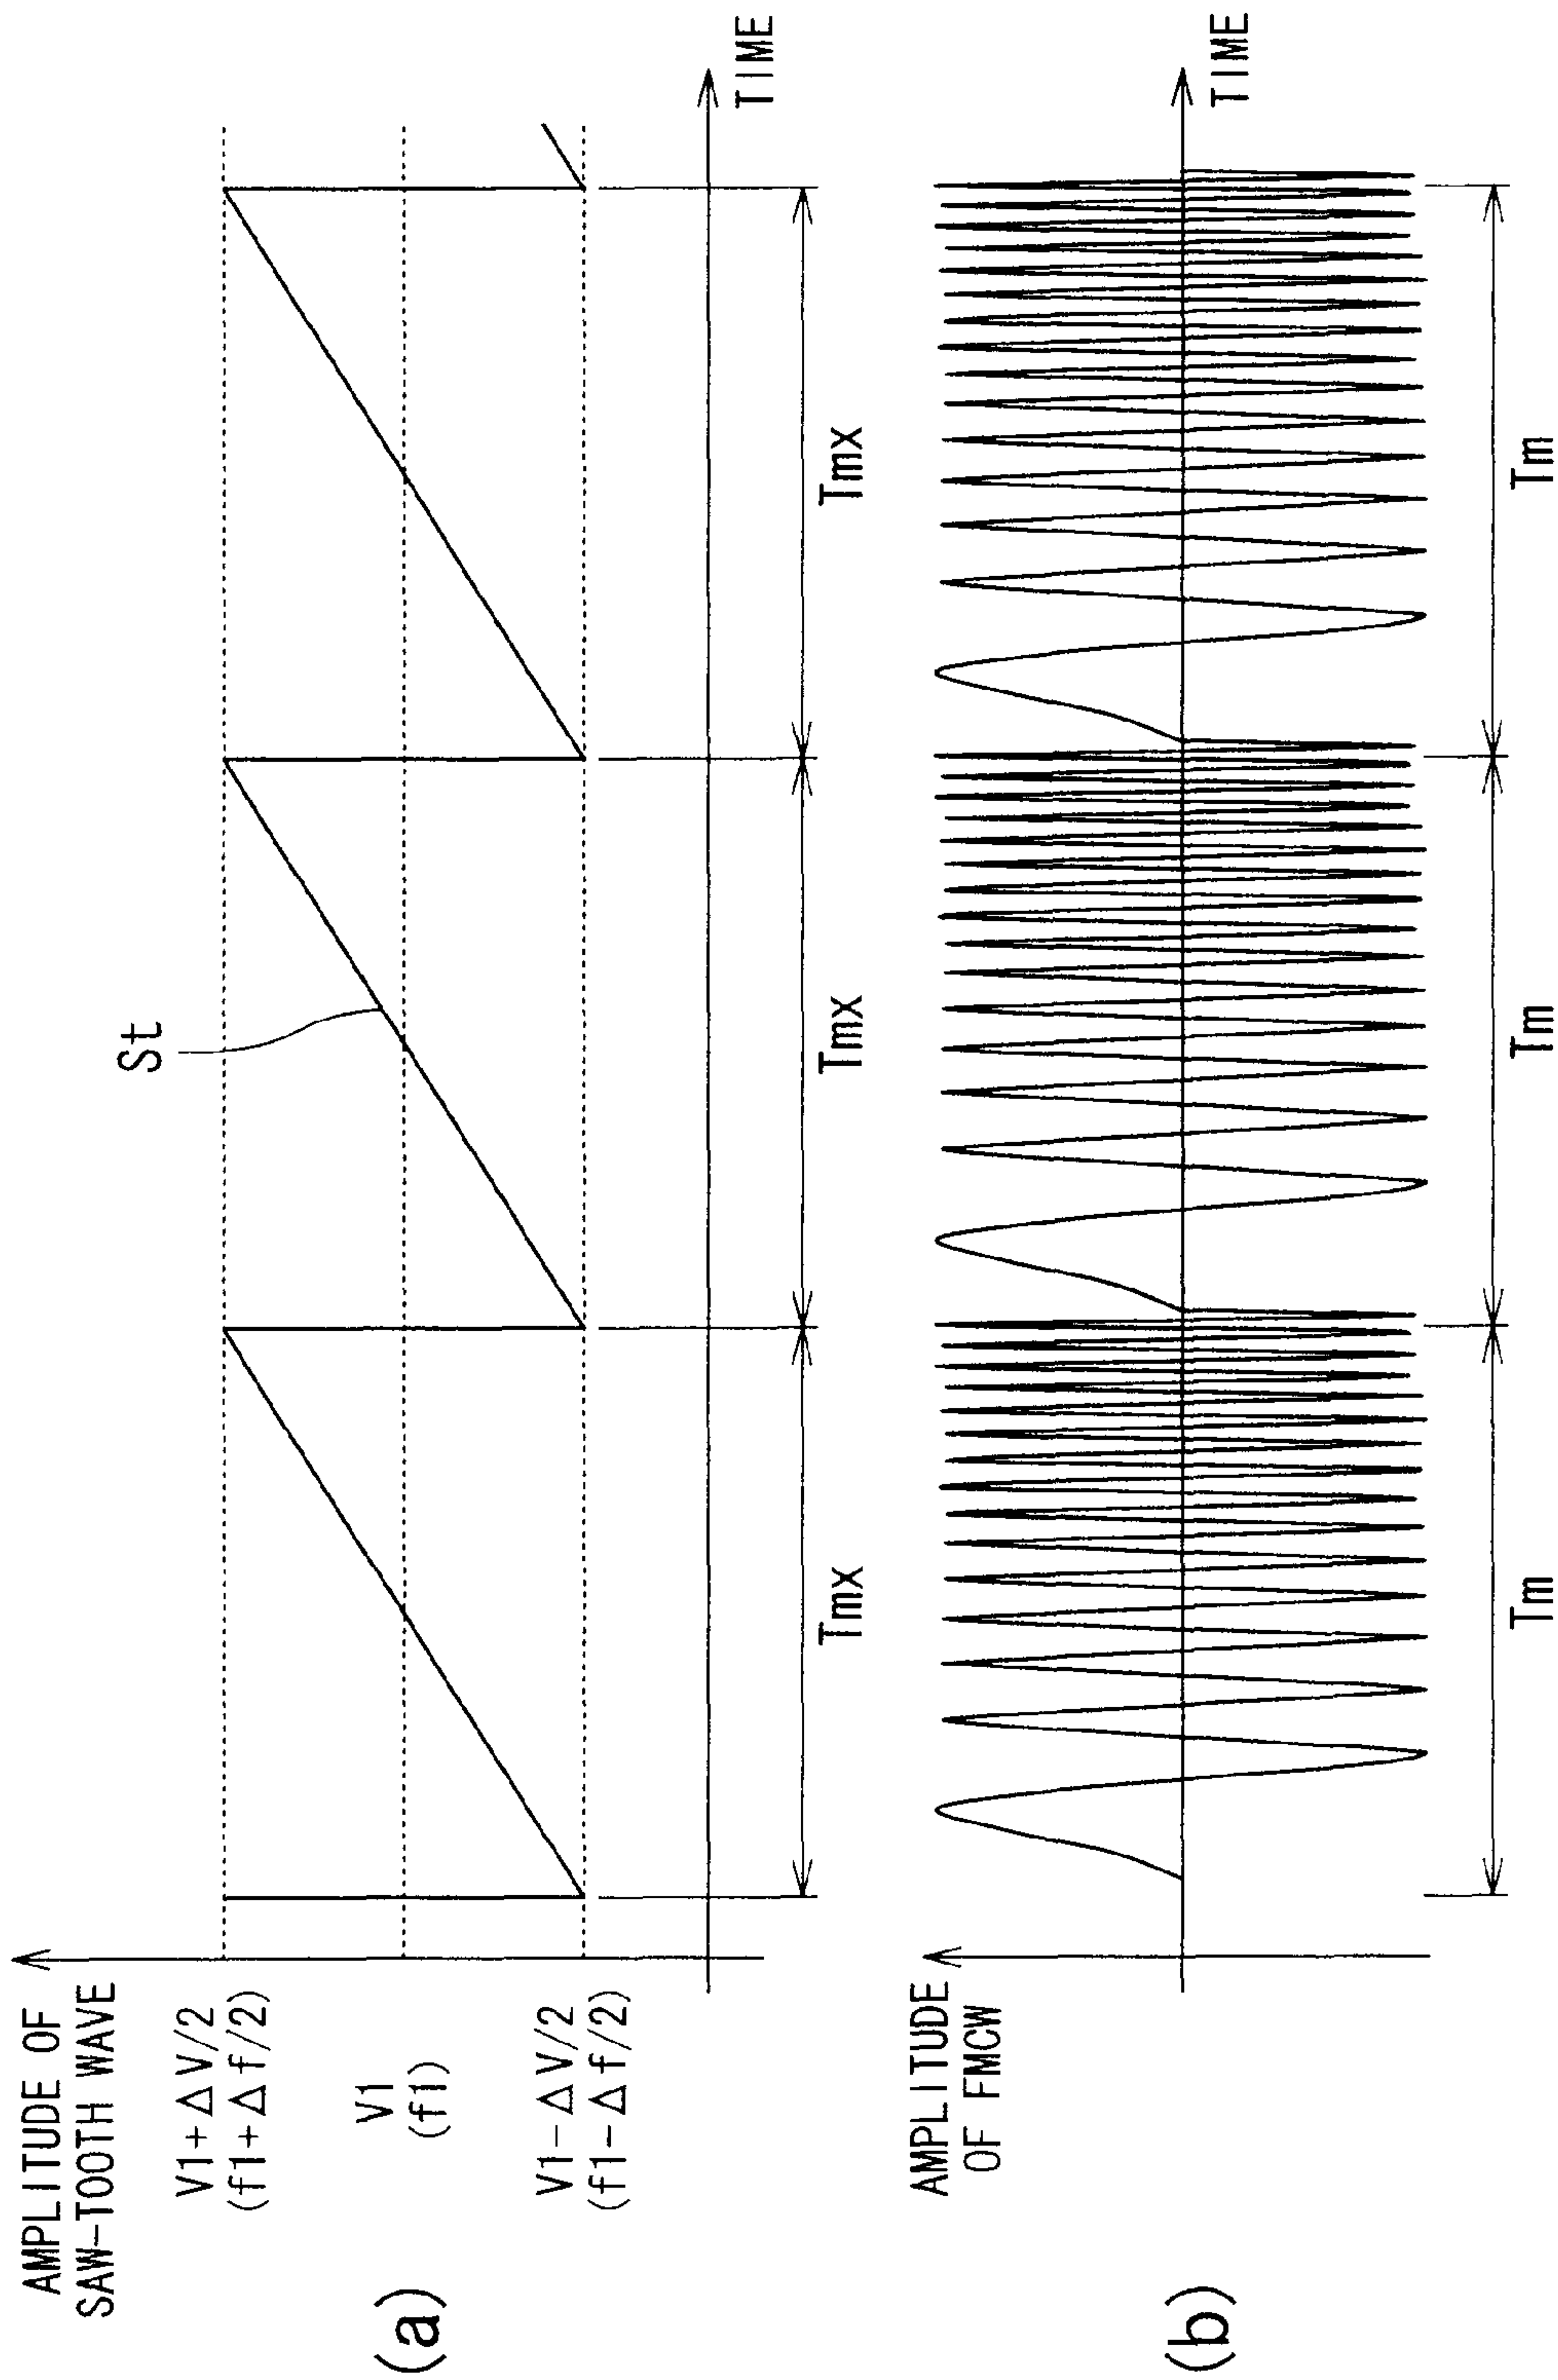 (a)
AMPLITUDE OF
SAW-TOOTH WAVE
V1+ΔV/2
(f1+Δf/2)
V1
(f1)
V1-ΔV/2
(f1-Δf/2)
St
Tmx
Tmx
Tmx
TIME
(b)
AMPLITUDE
OF FMCW
Tm
Tm
Tm
TIME